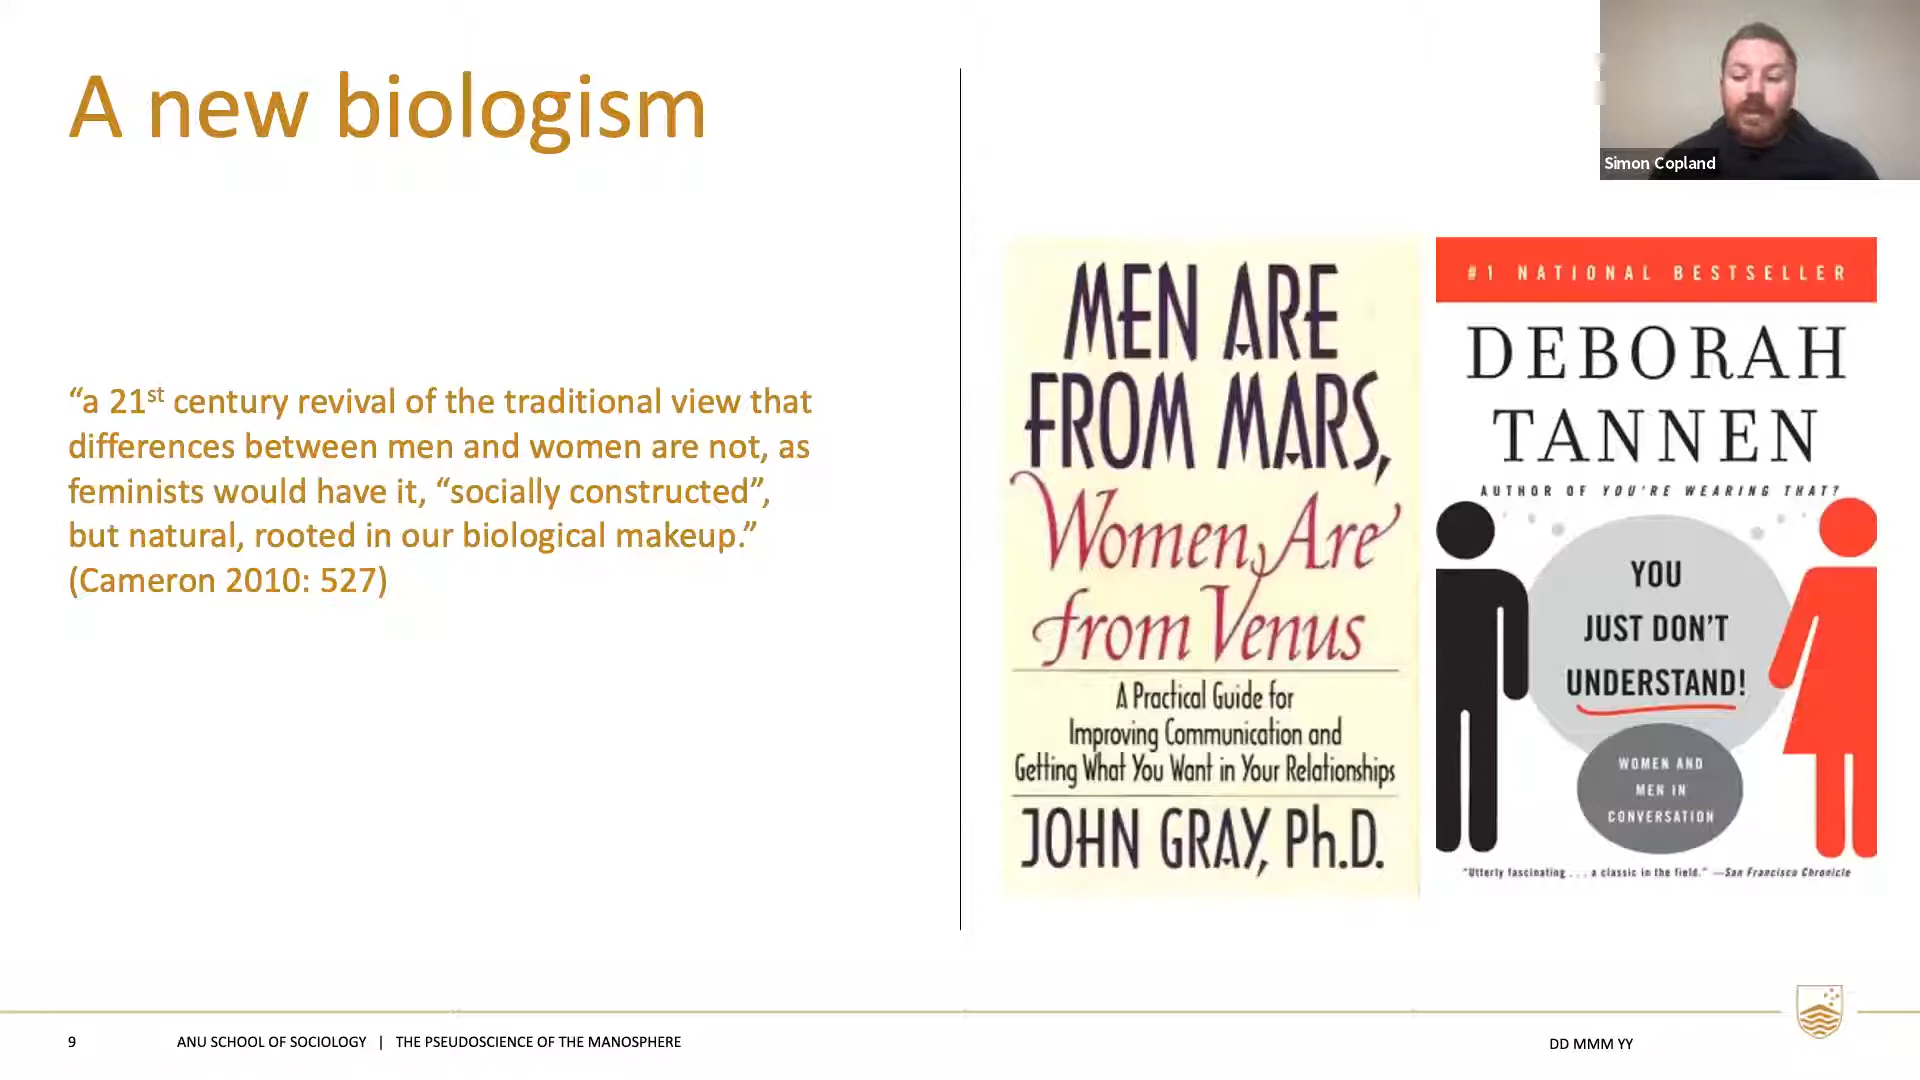 A new biologism
“a 21st century revival of the traditional view that
differences between men and women are not, as
feminists would have it, “socially constructed”,
but natural, rooted in our biological makeup.”
(Cameron 2010: 527)
Simon Copland
MEN ARE
FROM MARS,
Women Are
from Venus
A Practical Guide for
Improving Communication and
Getting What You Want in Your Relationships
JOHN GRAY, Ph.D.
#1 NATIONAL BESTSELLER
DEBORAH
TANNEN
AUTHOR OF YOU'RE WEARING THAT?
YOU
JUST DON'T
UNDERSTAND!
WOMEN AND
MEN IN
CONVERSATION
"Utterly fascinating . . . a classic in the field." —San Francisco Chronicle
9 ANU SCHOOL OF SOCIOLOGY | THE PSEUDOSCIENCE OF THE MANOSPHERE DD MMM YY